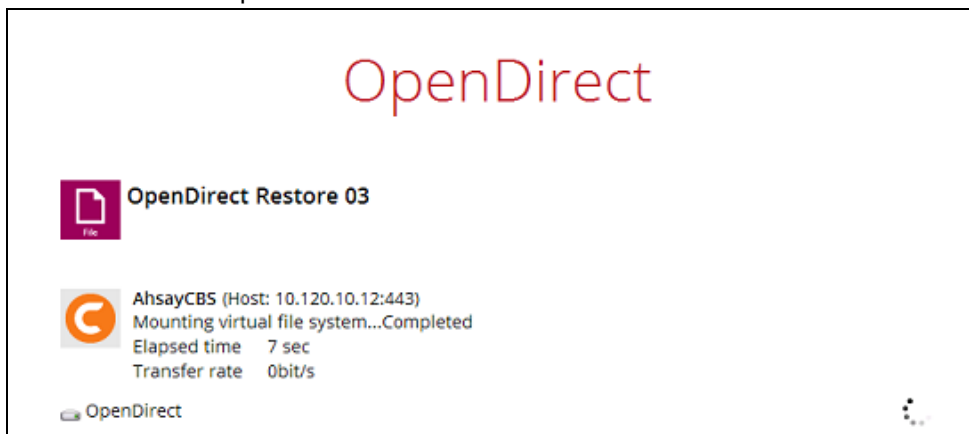 OpenDirect
OpenDirect Restore 03
File
AhsayCBS (Host: 10.120.10.12:443)
Mounting virtual file system...Completed
Elapsed time 7 sec
Transfer rate 0bit/s
OpenDirect